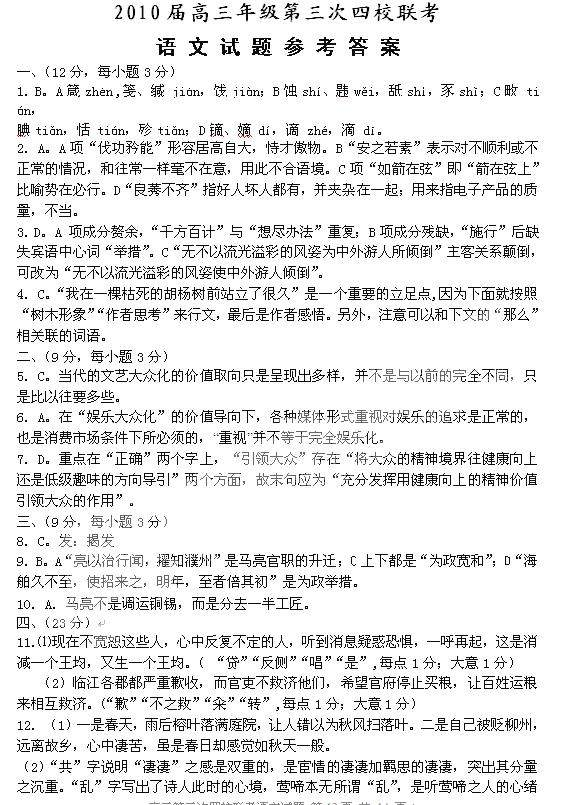 2010届高三年级第三次四校联考
语 文 试 题 参 考 答 案
一、(12分，每小题3分)
1. B。A箴zhēn,笺、缄 jiān，饯jiàn；B蚀shí、韪wěi，舐shì，豕shǐ；C畋 ti
án，
腆tiǎn，恬 tián，殄tiǎn；D镝、嫡 dí，谪 zhé，滴 dī。
2. A。A项“伐功矜能”形容居高自大，恃才傲物。B“安之若素”表示对不顺利或不
正常的情况，和往常一样毫不在意，用此不合语境。C项“如箭在弦”即“箭在弦上”
比喻势在必行。D“良莠不齐”指好人坏人都有，并夹杂在一起；用来指电子产品的质
量，不当。
3. D。A 项成分赘余，“千方百计”与“想尽办法”重复；B项成分残缺，“施行”后缺
失宾语中心词“举措”。C“无不以流光溢彩的风姿为中外游人所倾倒”主客关系颠倒，
可改为“无不以流光溢彩的风姿使中外游人倾倒”。
4. C。“我在一棵枯死的胡杨树前站立了很久”是一个重要的立足点,因为下面就按照
“树木形象”“作者思考”来行文，最后是作者感悟。另外，注意可以和下文的“那么”
相关联的词语。
二、(9分，每小题3分)
5. C。当代的文艺大众化的价值取向只是呈现出多样，并不是与以前的完全不同，只
是比以往要多些。
6. A。在“娱乐大众化”的价值导向下，各种媒体形式重视对娱乐的追求是正常的，
也是消费市场条件下所必须的，“重视”并不等于完全娱乐化。
7. D。重点在“正确”两个字上，“引领大众”存在“将大众的精神境界往健康向上
还是低级趣味的方向导引”两个方面，故末句应为“充分发挥用健康向上的精神价值
引领大众的作用”。
三、(9分，每小题3分)
8. C。发：揭发
9. B。A“亮以治行闻，擢知濮州”是马亮官职的升迁；C上下都是“为政宽和”；D“海
舶久不至，使招来之，明年，至者倍其初”是为政举措。
10. A. 马亮不是调运铜锡，而是分去一半工匠。
四、(23分)
11.⑴现在不宽恕这些人，心中反复不定的人，听到消息疑惑恐惧，一呼再起，这是消
减一个王均，又生一个王均。( “贷”“反侧”“唱”“是”,每点1分；大意1分)
(2) 临江各郡都严重歉收，而官吏不救济他们，希望官府停止买粮，让百姓运粮
来相互救济。(“歉”“不之救”“籴”“转”,每点1分；大意1分)
12. (1)一是春天，雨后榕叶落满庭院，让人错以为秋风扫落叶。二是自己被贬柳州，
远离故乡，心中凄苦，虽是春日却感觉如秋天一般。
(2)“共”字说明“凄凄”之感是双重的，是宦情的凄凄加羁思的凄凄，突出其分量
之沉重。“乱”字写出了诗人此时的心境，莺啼本无所谓“乱”，是听莺啼之人的心绪